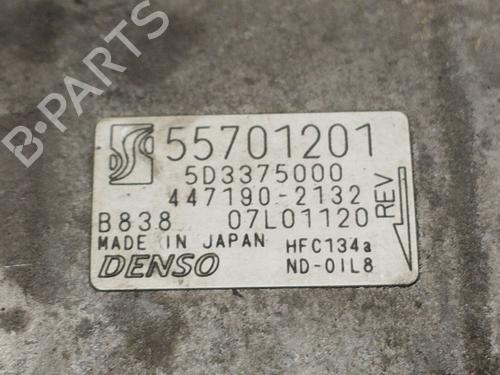 55701201
5D3375000
447190-2132
B838 07L01120
REV
MADE IN JAPAN HFC134a
DENSO ND-OIL8
B-PARTS